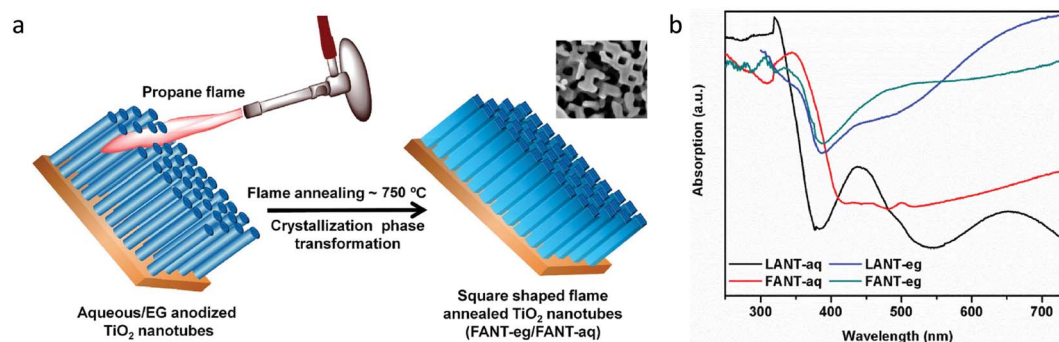 a
Propane flame
Flame annealing ~ 750 °C
Crystallization phase
transformation
Aqueous/EG anodized
TiO2 nanotubes
Square shaped flame
annealed TiO2 nanotubes
(FANT-eg/FANT-aq)
b
Absorption (a.u.)
LANT-aq LANT-eg
FANT-aq FANT-eg
300 400 500 600 700
Wavelength (nm)